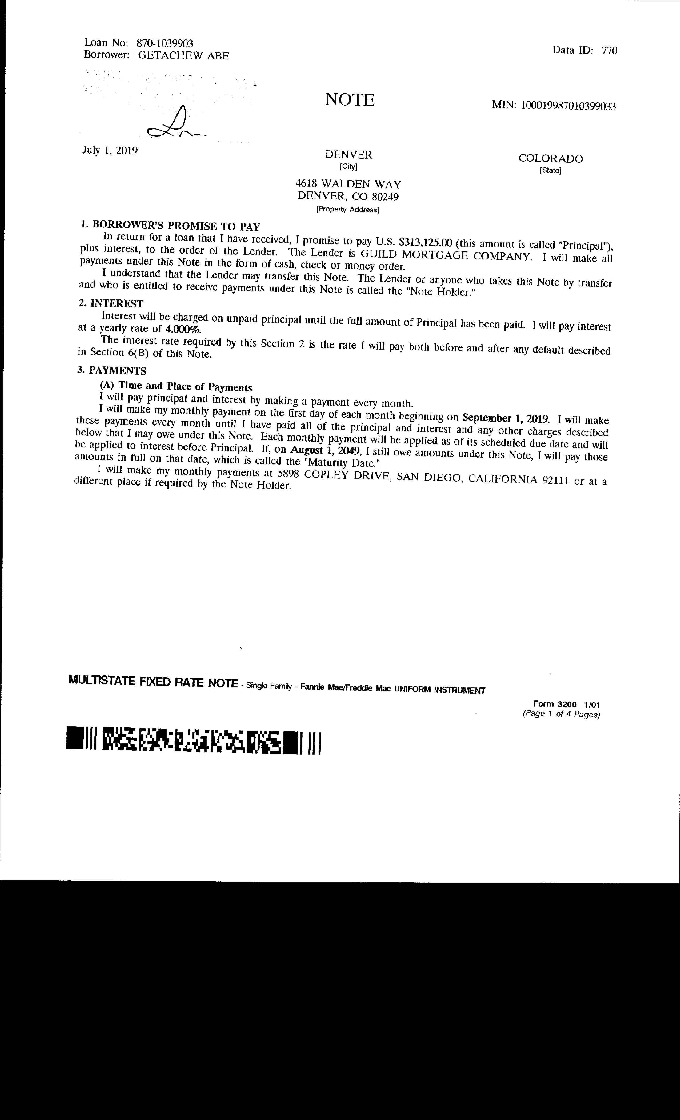 Loan No: 870-1039903
Borrower: GETACHEW ABE
Data ID: 770
NOTE
MIN: 100019987010399033
July 1, 2019
DENVER
[City]
COLORADO
[State]
4618 WALDEN WAY
DENVER, CO 80249
[Property Address]
1. BORROWER'S PROMISE TO PAY
In return for a loan that I have received, I promise to pay U.S. $313,125.00 (this amount is called "Principal"),
plus interest, to the order of the Lender. The Lender is GUILD MORTGAGE COMPANY. I will make all
payments under this Note in the form of cash, check or money order.
I understand that the Lender may transfer this Note. The Lender or anyone who takes this Note by transfer
and who is entitled to receive payments under this Note is called the "Note Holder."
2. INTEREST
Interest will be charged on unpaid principal until the full amount of Principal has been paid. I will pay interest
at a yearly rate of 4.000%.
The interest rate required by this Section 2 is the rate I will pay both before and after any default described
in Section 6(B) of this Note.
3. PAYMENTS
(A) Time and Place of Payments
I will pay principal and interest by making a payment every month.
I will make my monthly payment on the first day of each month beginning on September 1, 2019. I will make
these payments every month until I have paid all of the principal and interest and any other charges described
below that I may owe under this Note. Each monthly payment will be applied as of its scheduled due date and will
be applied to interest before Principal. If, on August 1, 2049, I still owe amounts under this Note, I will pay those
amounts in full on that date, which is called the "Maturity Date."
I will make my monthly payments at 5898 COPLEY DRIVE, SAN DIEGO, CALIFORNIA 92111 or at a
different place if required by the Note Holder.
MULTISTATE FIXED RATE NOTE - Single Family - Fannie Mae/Freddie Mac UNIFORM INSTRUMENT
Form 3200 1/01
(Page 1 of 4 Pages)